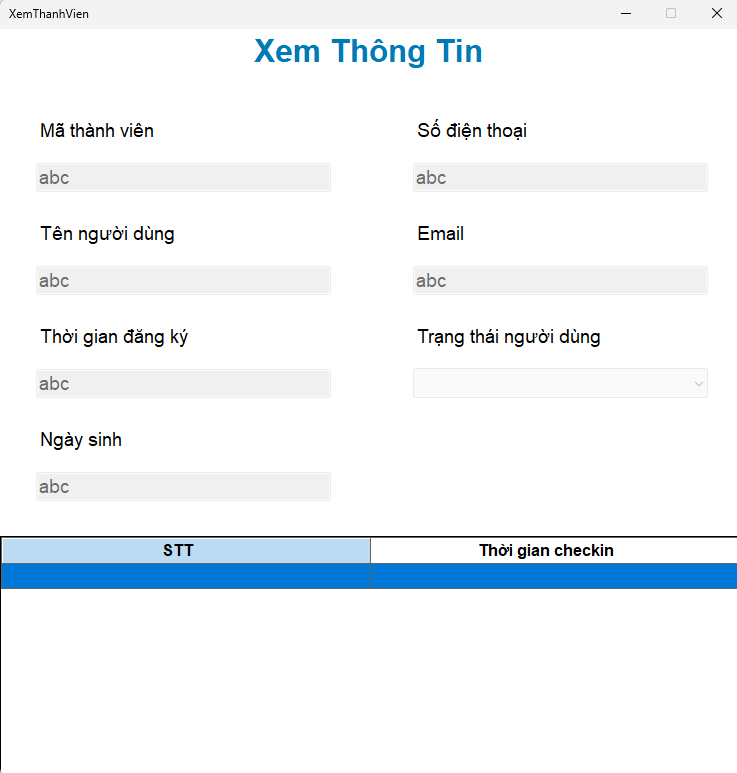 XemThanhVien
Xem Thông Tin
Mã thành viên
Số điện thoại
abc
abc
Tên người dùng
Email
abc
abc
Thời gian đăng ký
Trạng thái người dùng
abc
Ngày sinh
abc
STT
Thời gian checkin